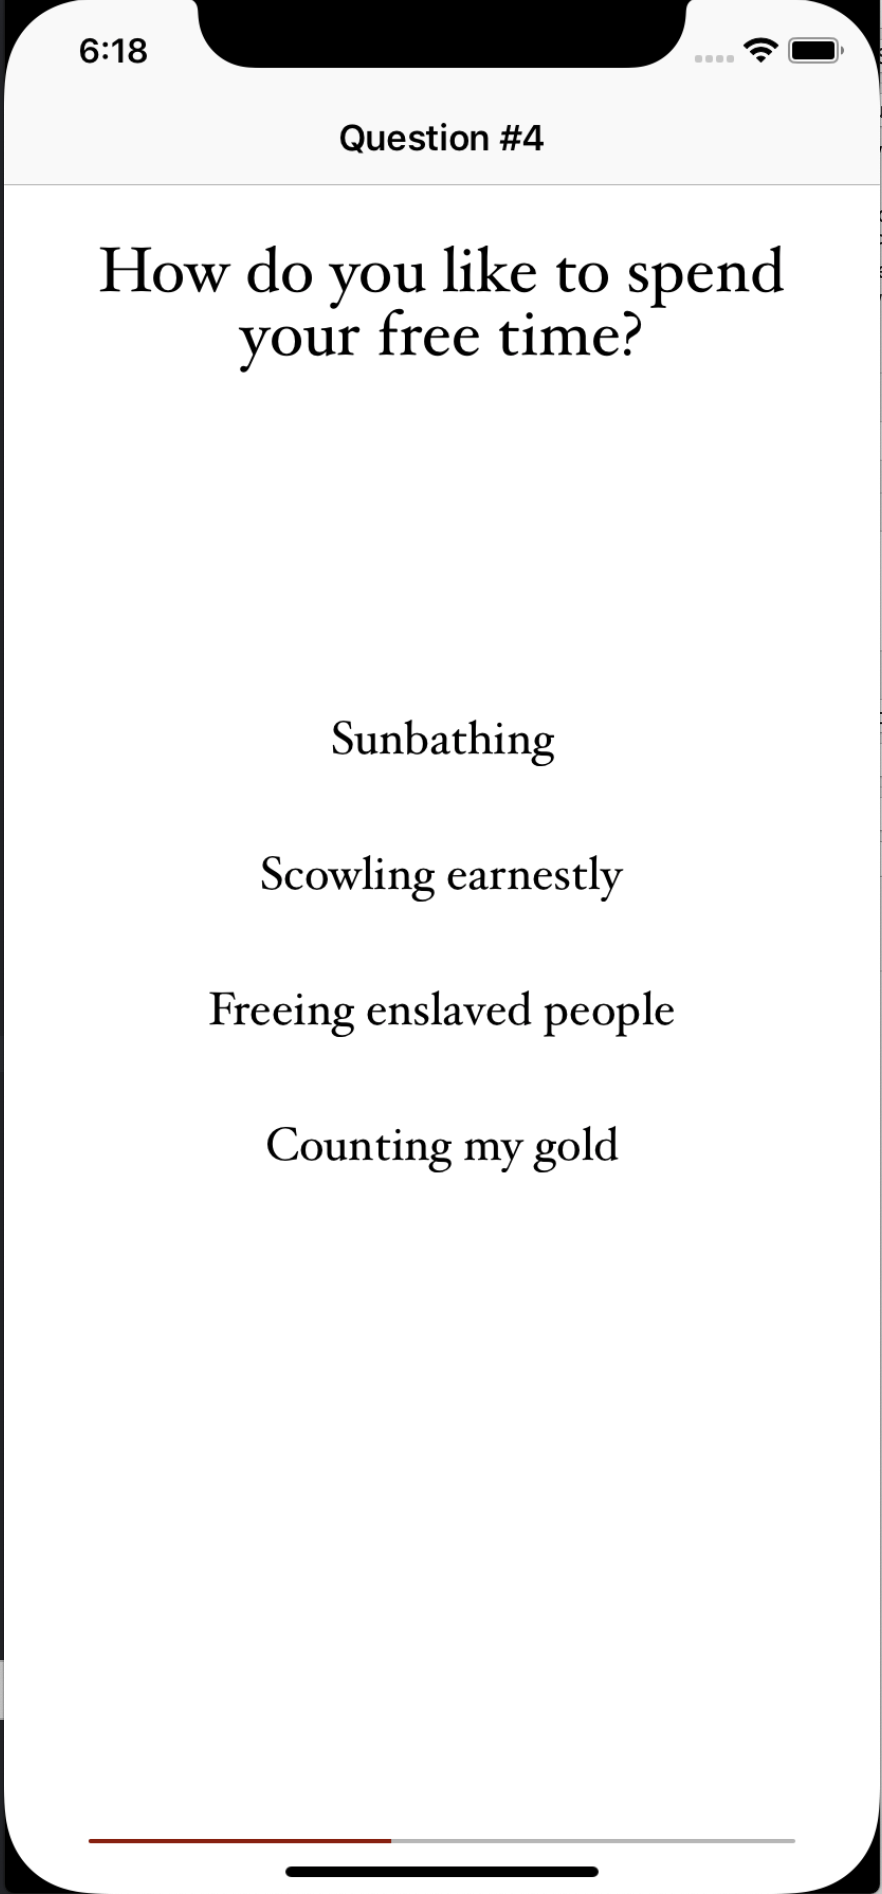 6:18
Question #4
How do you like to spend
your free time?
Sunbathing
Scowling earnestly
Freeing enslaved people
Counting my gold